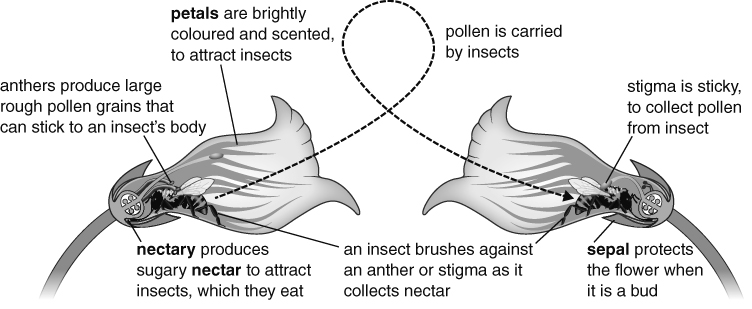 petals are brightly
coloured and scented,
to attract insects
pollen is carried
by insects
anthers produce large
rough pollen grains that
can stick to an insect's body
stigma is sticky,
to collect pollen
from insect
nectary produces
sugary nectar to attract
insects, which they eat
an insect brushes against
an anther or stigma as it
collects nectar
sepal protects
the flower when
it is a bud